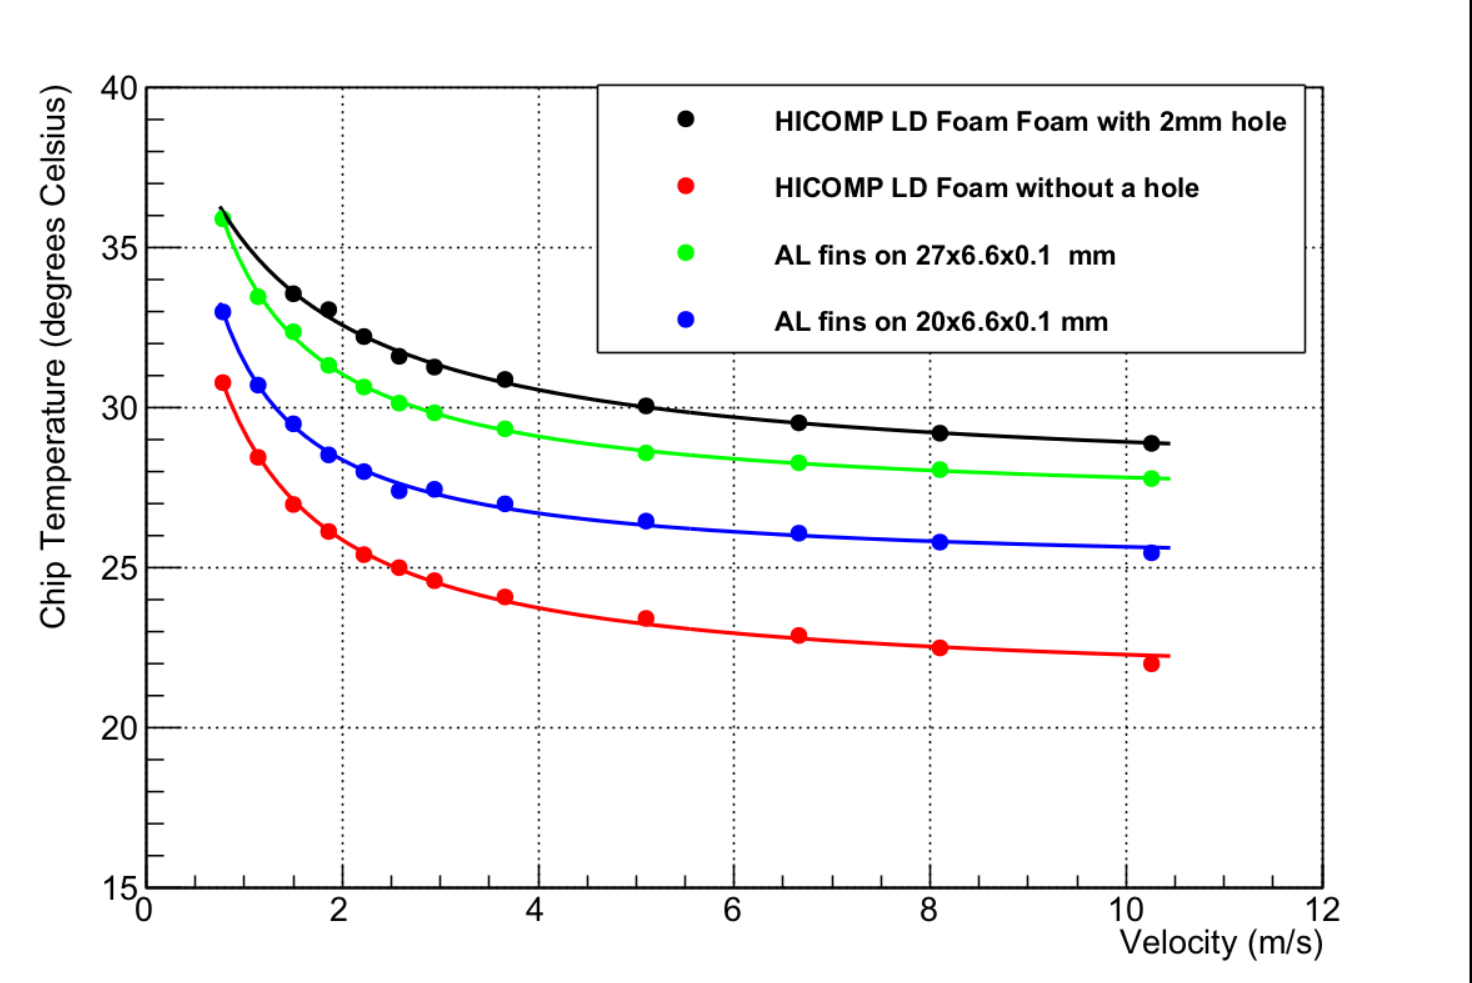 Chip Temperature (degrees Celsius)
40
35
30
25
20
15
HICOMP LD Foam Foam with 2mm hole
HICOMP LD Foam without a hole
AL fins on 27x6.6x0.1  mm
AL fins on 20x6.6x0.1 mm
0 2 4 6 8 10 12
Velocity (m/s)